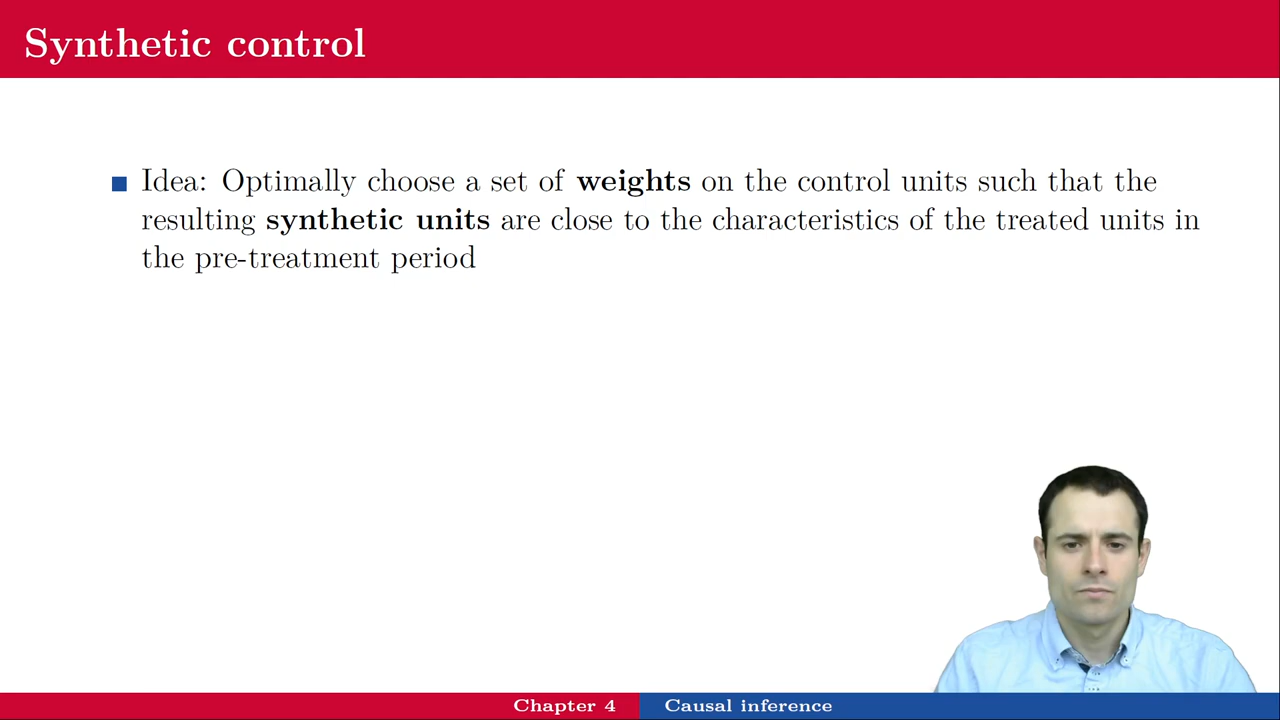 Synthetic control
Idea: Optimally choose a set of weights on the control units such that the
resulting synthetic units are close to the characteristics of the treated units in
the pre-treatment period
Chapter 4
Causal inference